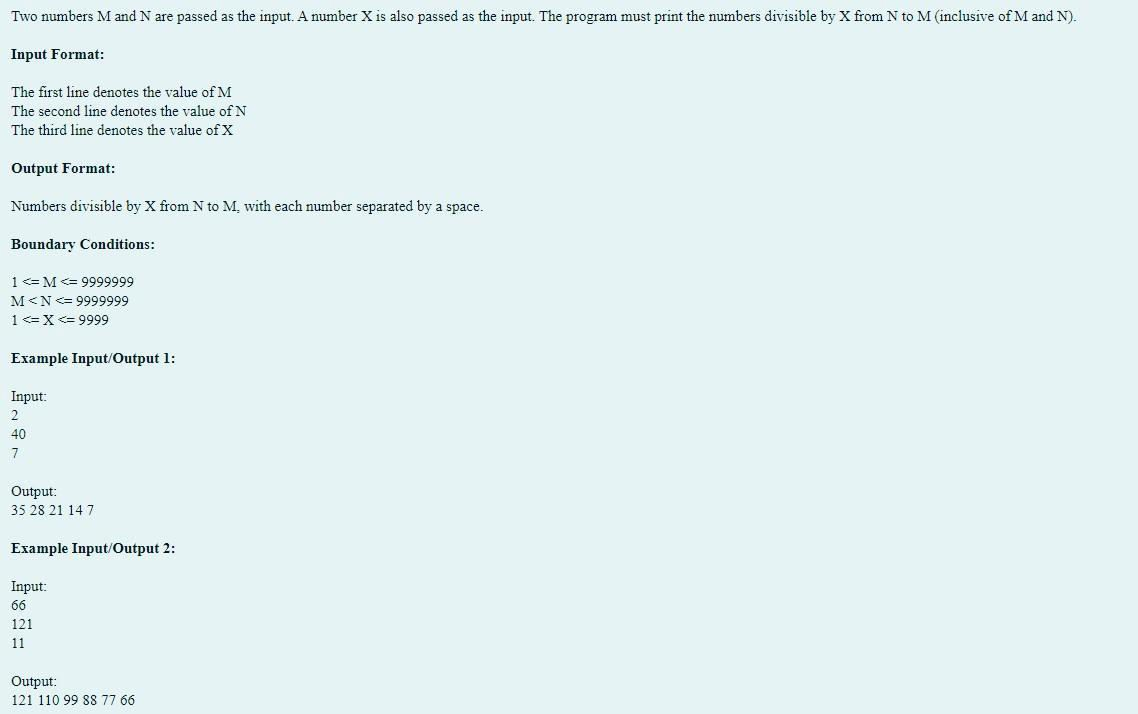 Two numbers M and N are passed as the input. A number X is also passed as the input. The program must print the numbers divisible by X from N to M (inclusive of M and N).
Input Format:
The first line denotes the value of M
The second line denotes the value of N
The third line denotes the value of X
Output Format:
Numbers divisible by X from N to M, with each number separated by a space.
Boundary Conditions:
1 <= M <= 9999999
M < N <= 9999999
1 <= X <= 9999
Example Input/Output 1:
Input:
2
40
7
Output:
35 28 21 14 7
Example Input/Output 2:
Input:
66
121
11
Output:
121 110 99 88 77 66